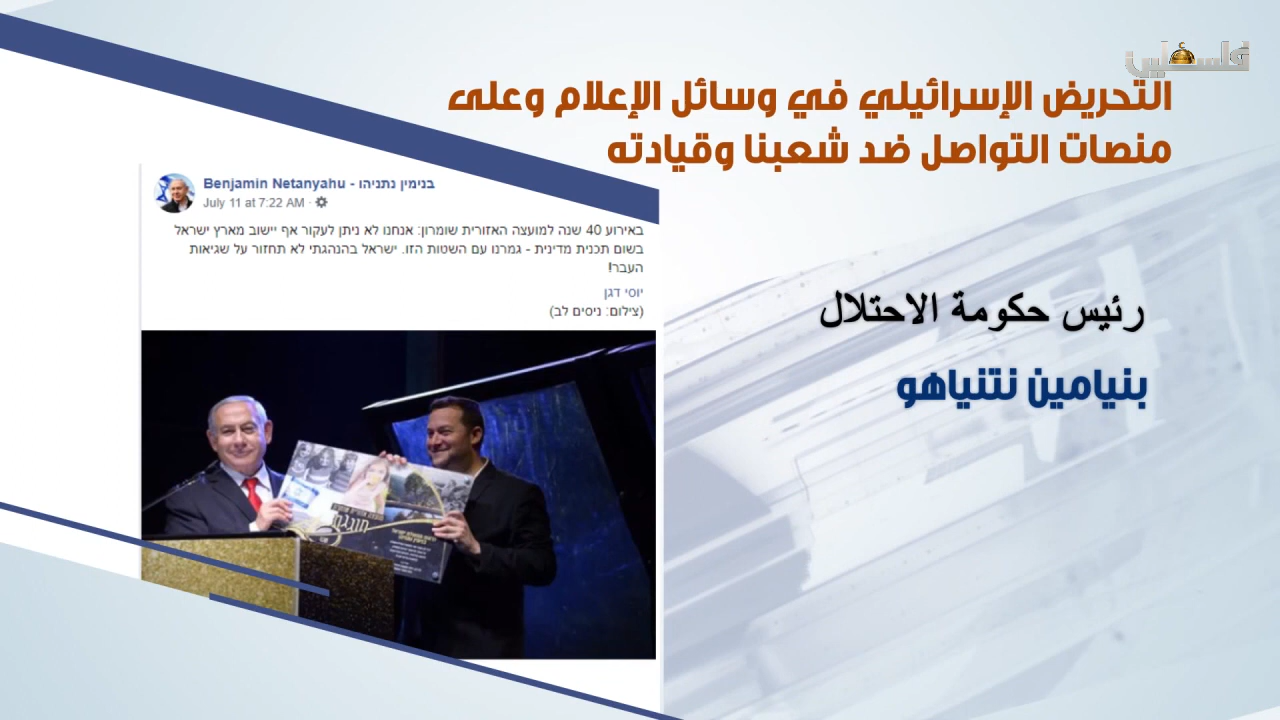 فلسطين
التحريض الإسرائيلي في وسائل الإعلام وعلى
منصات التواصل ضد شعبنا وقيادته
Benjamin Netanyahu - בנימין נתניהו
July 11 at 7:22 AM ·
באירוע 40 שנה למועצה האזורית שומרון: אנחנו לא ניתן לעקור אף יישוב מארץ ישראל
בשום תכנית מדינית - גמרנו עם השטות הזו. ישראל בהנהגתי לא תחזור על שגיאות
העבר!
יוסי דגן
(צילום: ניסים לב)
رئيس حكومة الاحتلال
بنيامين نتنياهو